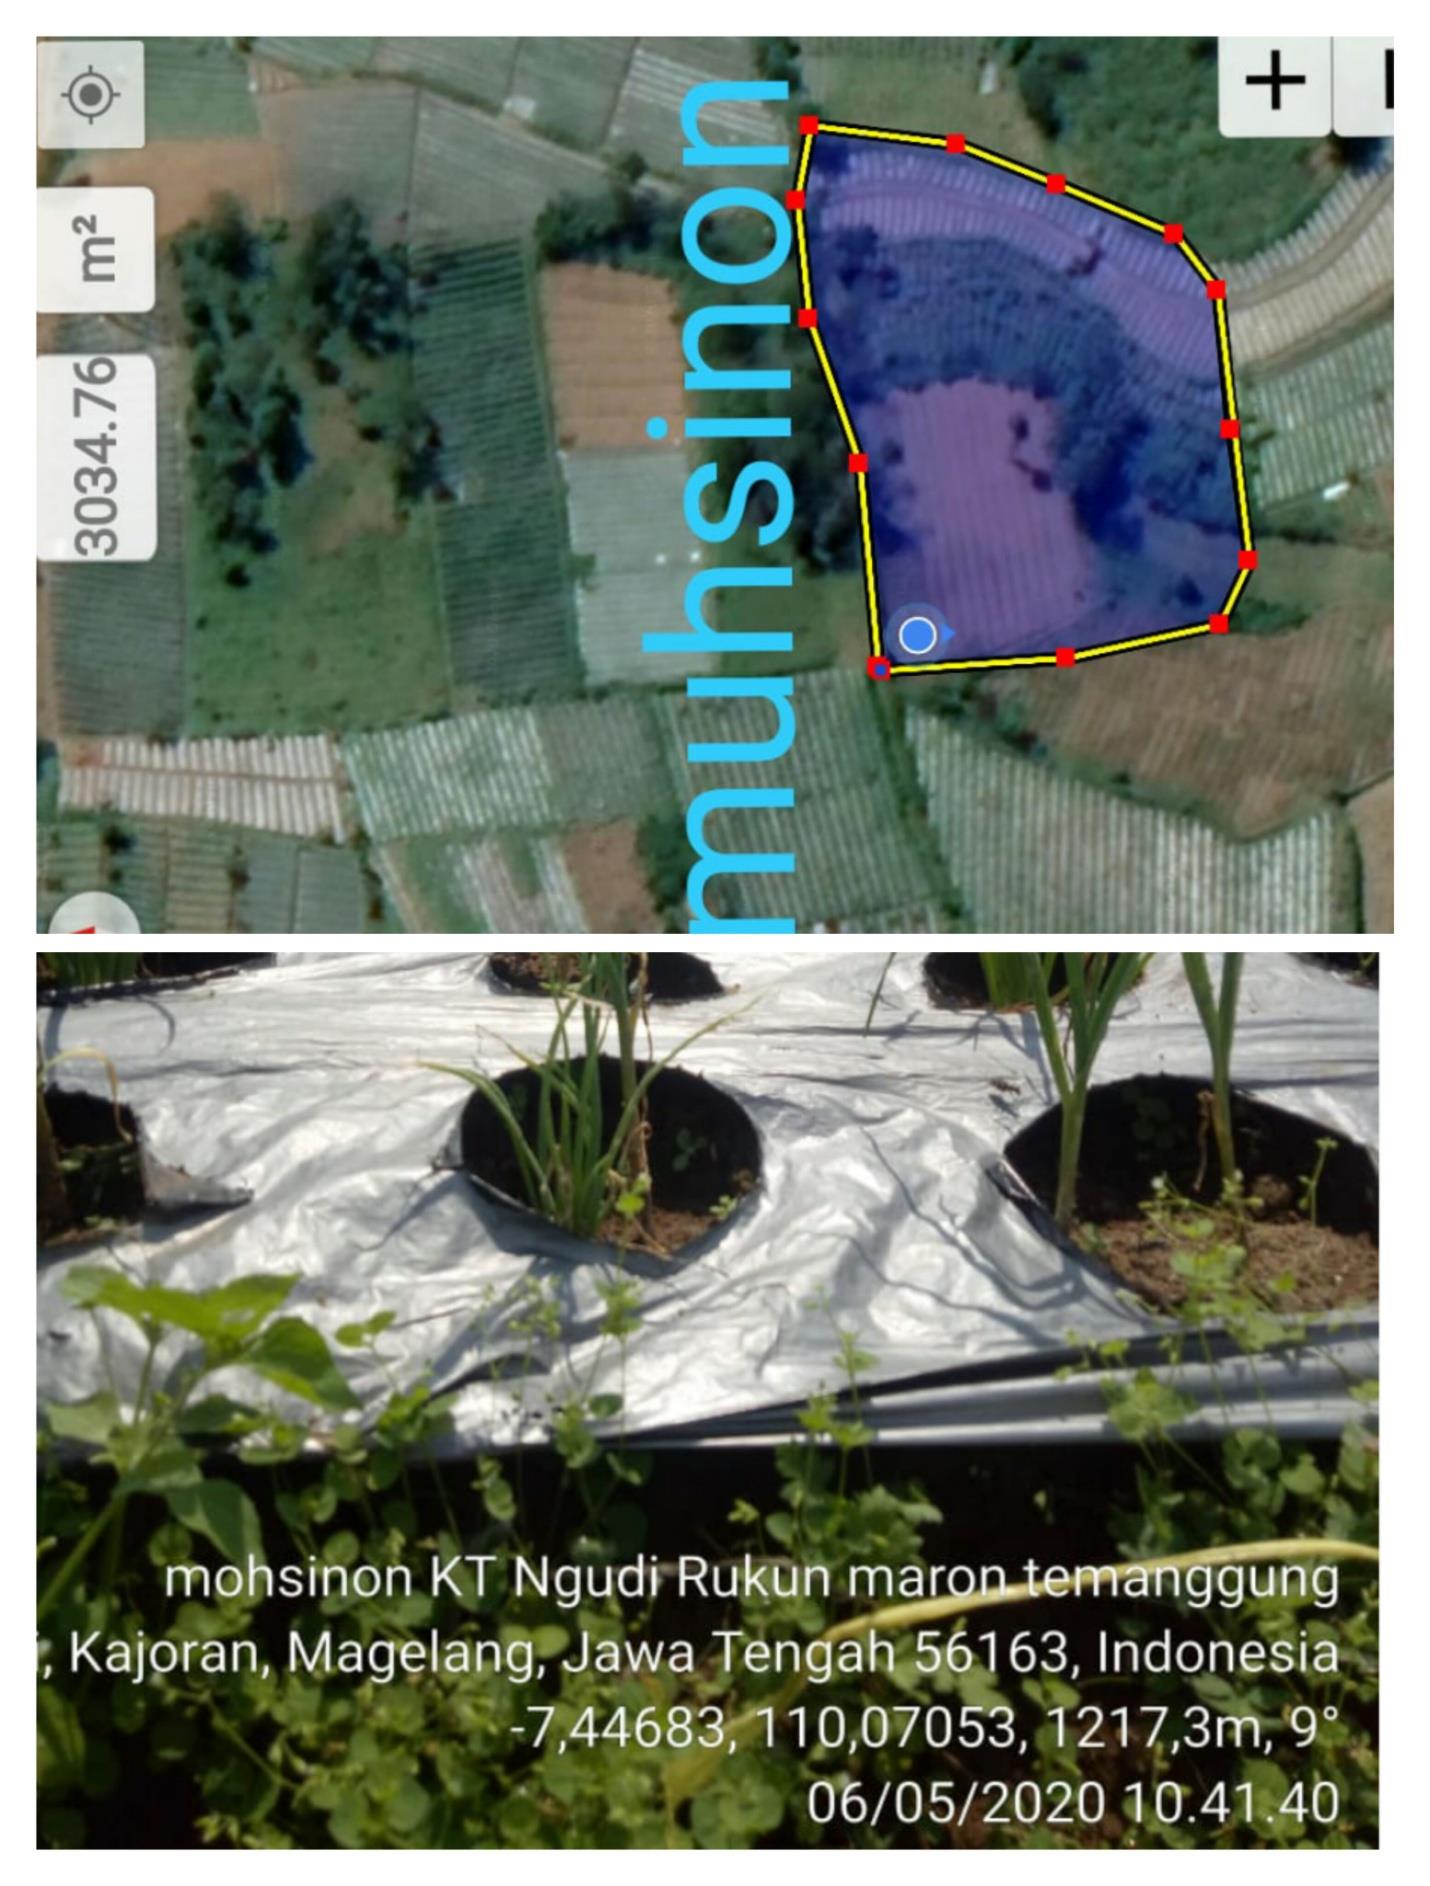 m²
3034.76
muhsinon
mohsinon KT Ngudi Rukun maron temanggung
, Kajoran, Magelang, Jawa Tengah 56163, Indonesia
-7,44683, 110,07053, 1217,3m, 9°
06/05/2020 10.41.40